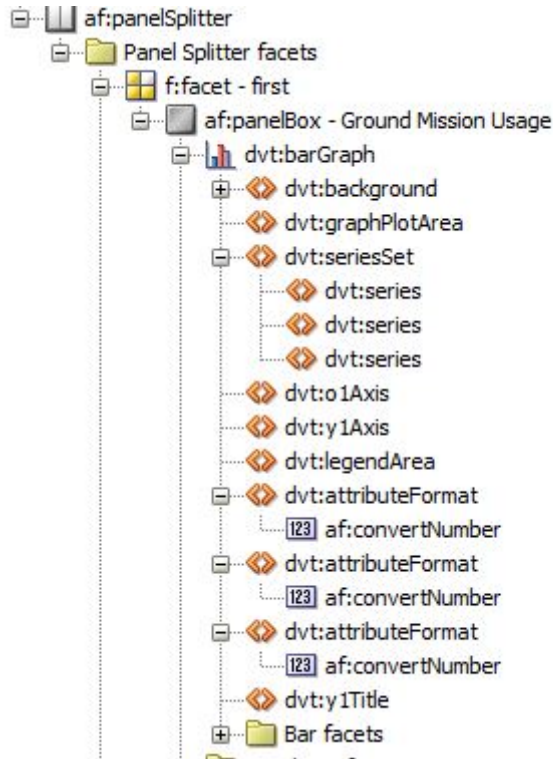 af:panelSplitter
Panel Splitter facets
f:facet - first
af:panelBox - Ground Mission Usage
dvt:barGraph
dvt:background
dvt:graphPlotArea
dvt:seriesSet
dvt:series
dvt:series
dvt:series
dvt:o1Axis
dvt:y1Axis
dvt:legendArea
dvt:attributeFormat
123 af:convertNumber
dvt:attributeFormat
123 af:convertNumber
dvt:attributeFormat
123 af:convertNumber
dvt:y1Title
Bar facets